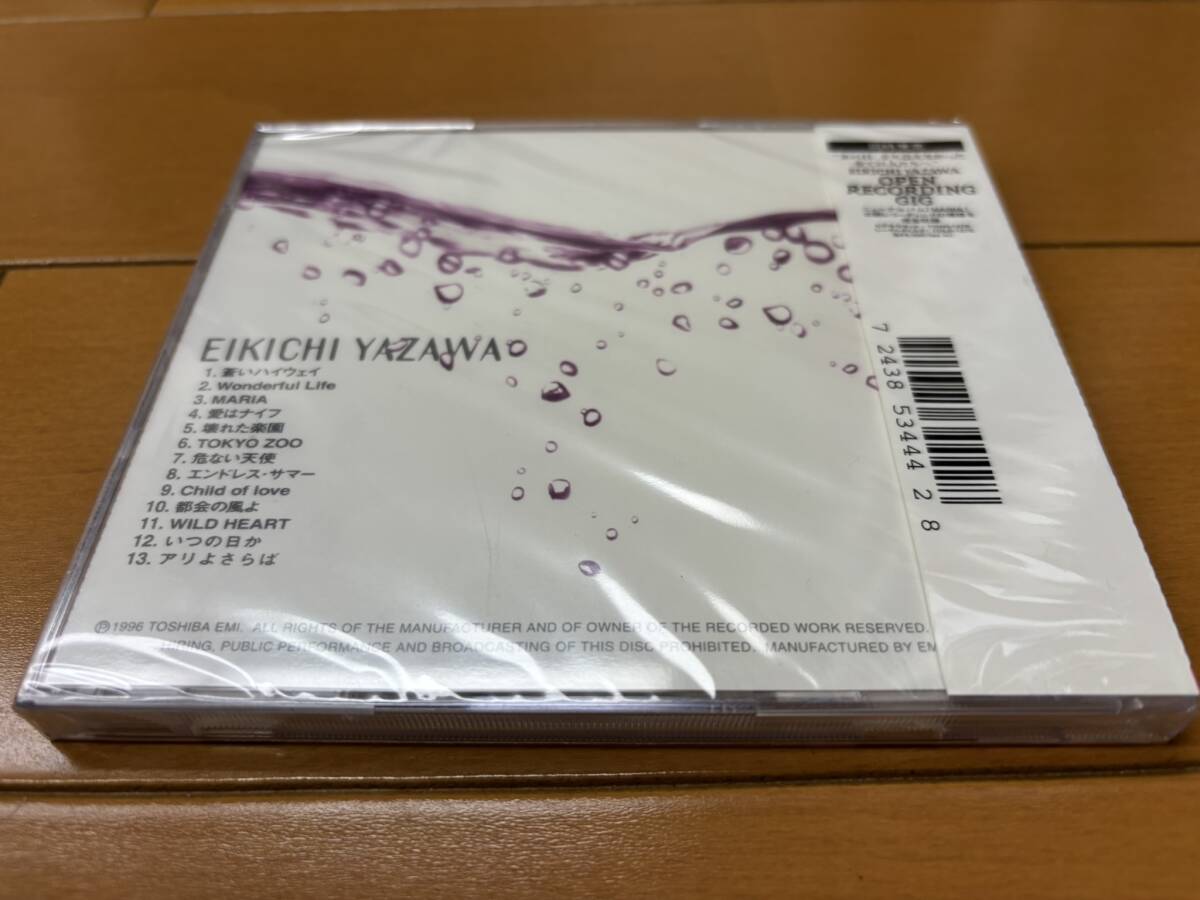 EIKICHI YAZAWA
1. 蒼いハイウェイ
2. Wonderful Life
3. MARIA
4. 愛はナイフ
5. 壊れた楽園
6. TOKYO ZOO
7. 危ない天使
8. エンドレス・サマー
9. Child of love
10. 都会の風よ
11. WILD HEART
12. いつの日か
13. アリよさらば
Ⓟ1996 TOSHIBA EMI. ALL RIGHTS OF THE MANUFACTURER AND OF OWNER OF THE RECORDED WORK RESERVED.
PUBLIC PERFORMANCE AND BROADCASTING OF THIS DISC PROHIBITED. MANUFACTURED BY EM
EIKICHI YAZAWA
OPEN
RECORDING
GIG
7 2438 53444 2 8